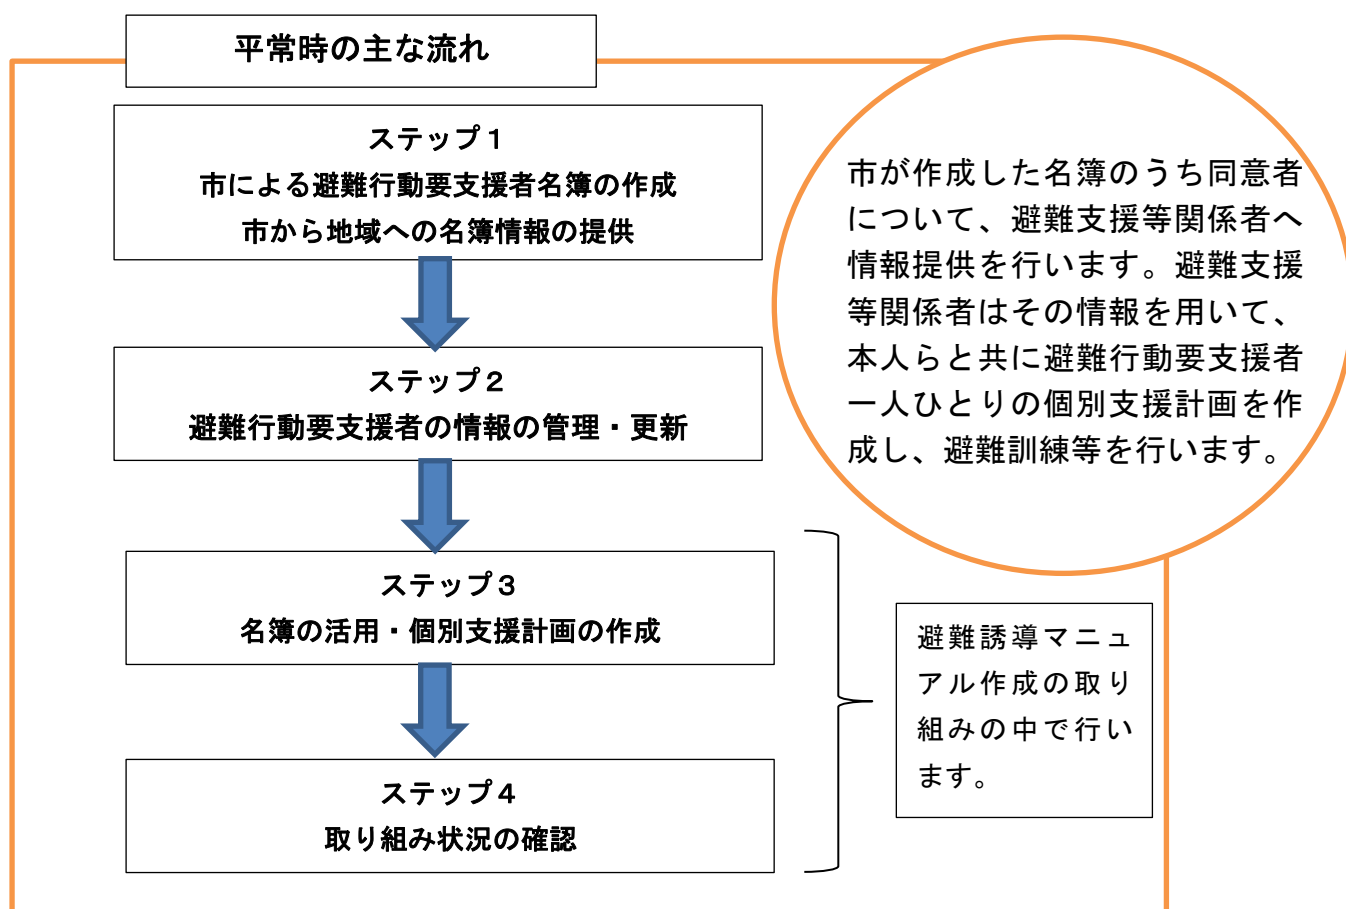 平常時の主な流れ
ステップ１
市による避難行動要支援者名簿の作成
市から地域への名簿情報の提供
市が作成した名簿のうち同意者
について、避難支援等関係者へ
情報提供を行います。避難支援
等関係者はその情報を用いて、
本人らと共に避難行動要支援者
一人ひとりの個別支援計画を作
成し、避難訓練等を行います。
ステップ２
避難行動要支援者の情報の管理・更新
ステップ３
名簿の活用・個別支援計画の作成
避難誘導マニュ
アル作成の取り
組みの中で行い
ます。
ステップ４
取り組み状況の確認